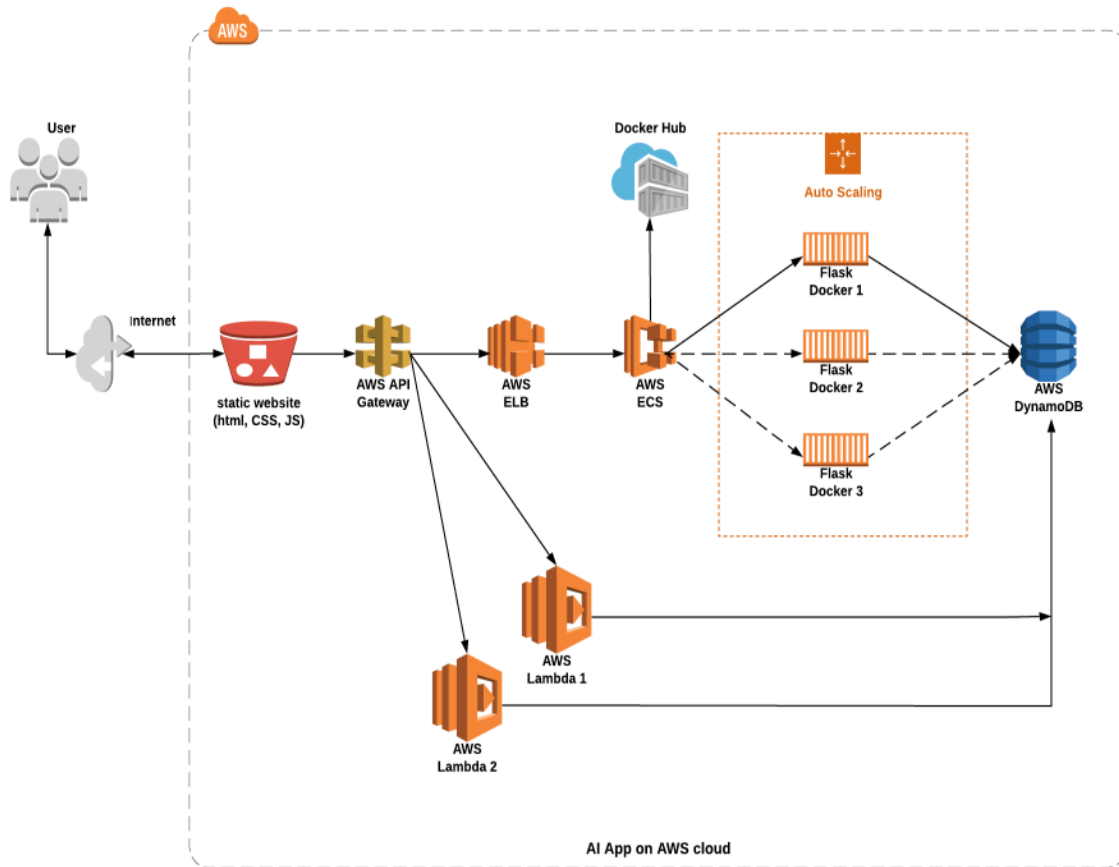 AWS
User
Docker Hub
Auto Scaling
Internet
Flask
Docker 1
static website
(html, CSS, JS)
AWS API
Gateway
AWS
ELB
AWS
ECS
Flask
Docker 2
AWS
DynamoDB
Flask
Docker 3
AWS
Lambda 1
AWS
Lambda 2
AI App on AWS cloud